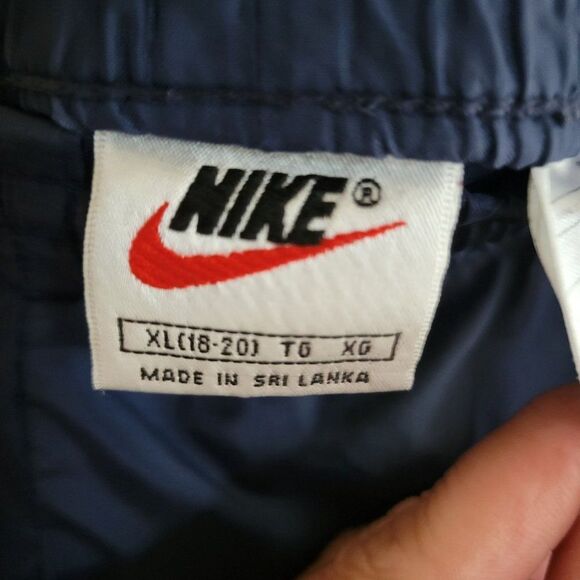 NIKE®
XL(18-20) TG XG
MADE IN SRI LANKA